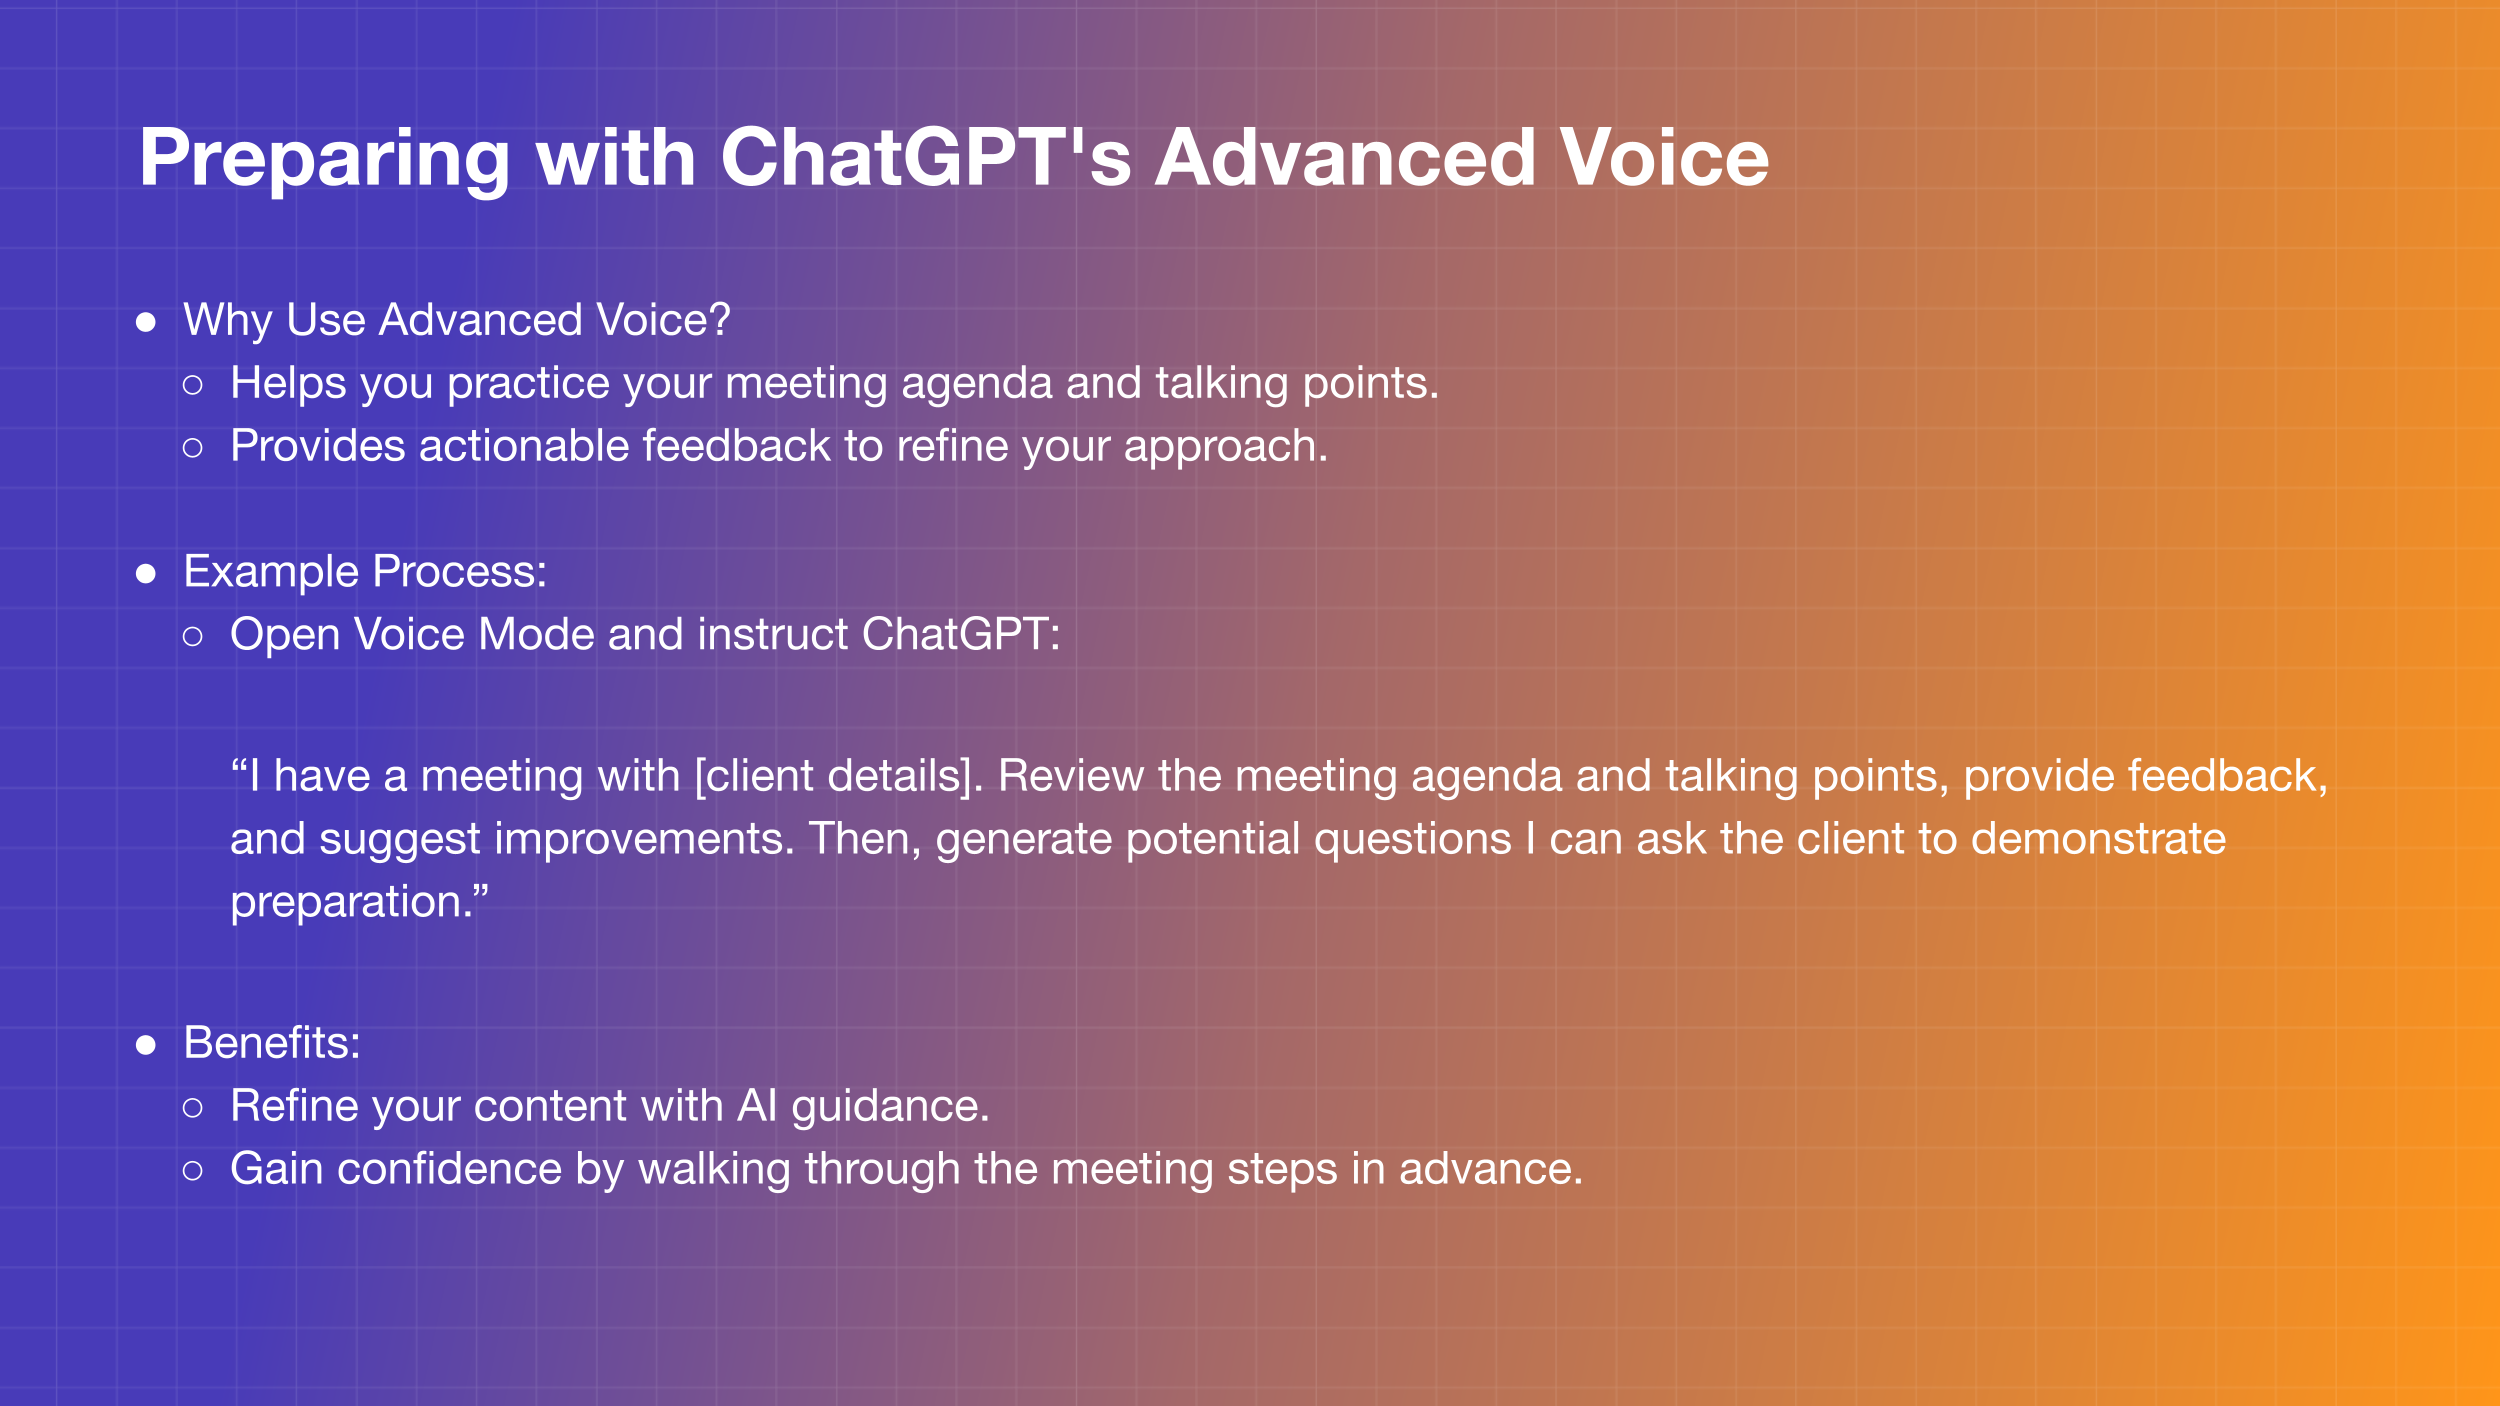 Preparing with ChatGPT's Advanced Voice
● Why Use Advanced Voice?
○ Helps you practice your meeting agenda and talking points.
○ Provides actionable feedback to refine your approach.
● Example Process:
○ Open Voice Mode and instruct ChatGPT:
“I have a meeting with [client details]. Review the meeting agenda and talking points, provide feedback,
and suggest improvements. Then, generate potential questions I can ask the client to demonstrate
preparation.”
● Benefits:
○ Refine your content with AI guidance.
○ Gain confidence by walking through the meeting steps in advance.